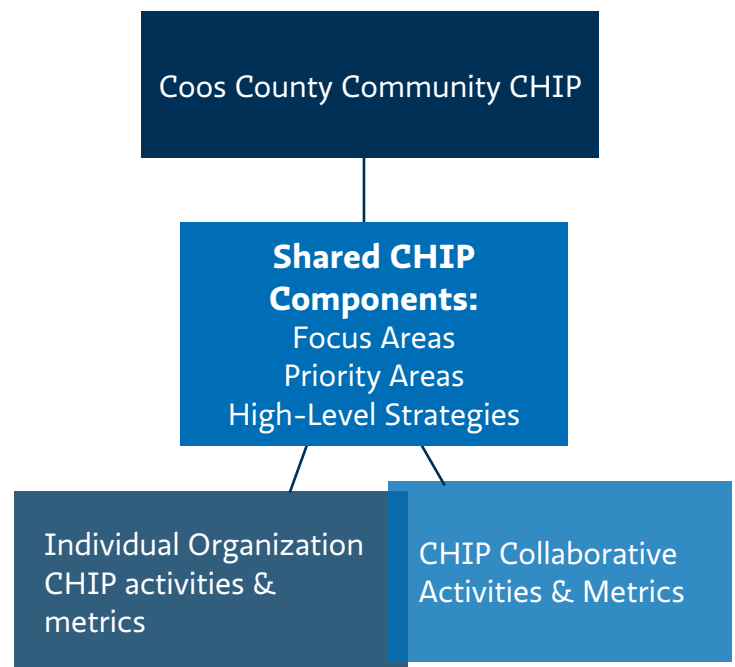 Coos County Community CHIP
Shared CHIP
Components:
Focus Areas
Priority Areas
High-Level Strategies
Individual Organization
CHIP activities &
metrics
CHIP Collaborative
Activities & Metrics